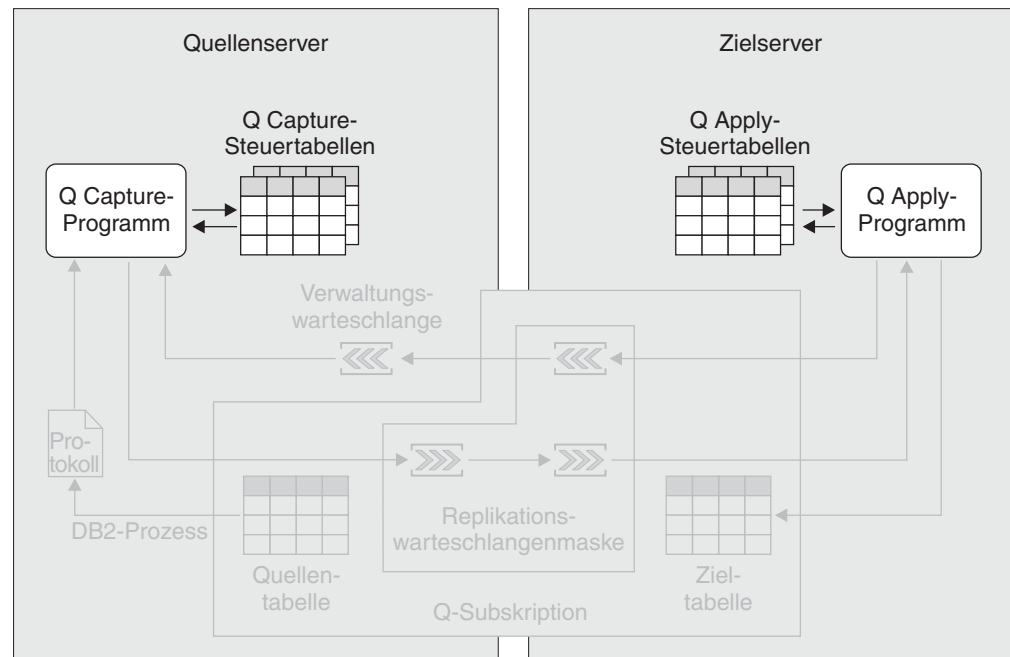 Quellenserver
Zielserver
Q Capture-
Steuertabellen
Q Apply-
Steuertabellen
Q Capture-
Programm
Q Apply-
Programm
Verwaltungs-
warteschlange
Pro-
tokoll
DB2-Prozess
Replikations-
warteschlangenmaske
Quellen-
tabelle
Ziel-
tabelle
Q-Subskription